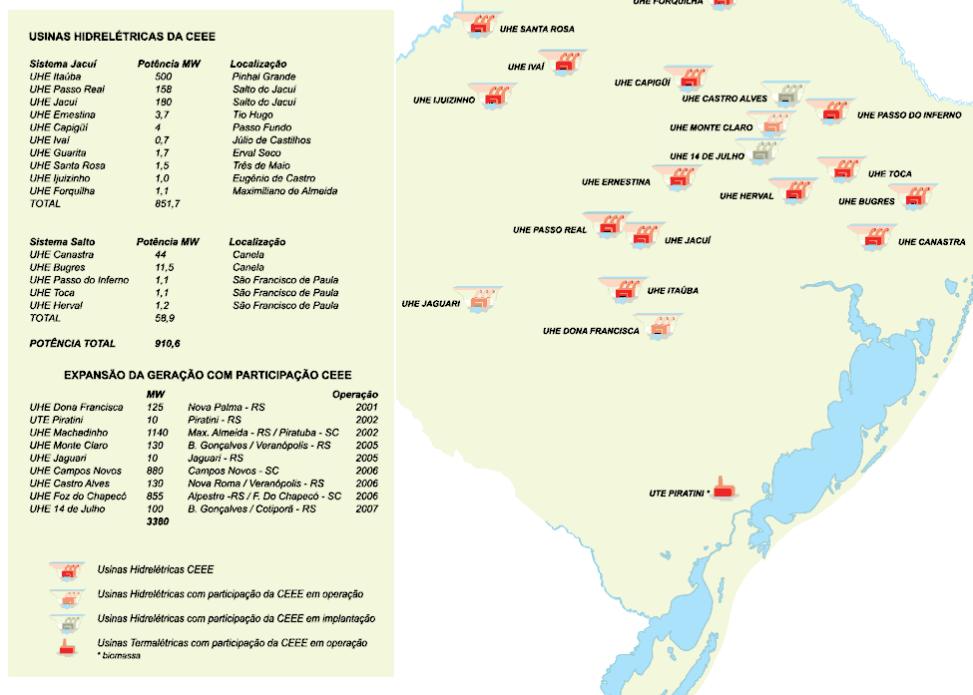 USINAS HIDRELÉTRICAS DA CEEE
Sistema Jacuí Potência MW Localização
UHE Itaúba 500 Pinhal Grande
UHE Passo Real 158 Salto do Jacuí
UHE Jacuí 180 Salto do Jacuí
UHE Ernestina 3,7 Tio Hugo
UHE Capigüi 4 Passo Fundo
UHE Ivaí 0,7 Júlio de Castilhos
UHE Guarita 1,7 Erval Seco
UHE Santa Rosa 1,5 Três de Maio
UHE Ijuizinho 1,0 Eugênio de Castro
UHE Forquilha 1,1 Maximiliano de Almeida
TOTAL 851,7
Sistema Salto Potência MW Localização
UHE Canastra 44 Canela
UHE Bugres 11,5 Canela
UHE Passo do Inferno 1,1 São Francisco de Paula
UHE Toca 1,1 São Francisco de Paula
UHE Herval 1,2 São Francisco de Paula
TOTAL 58,9
POTÊNCIA TOTAL 910,6
EXPANSÃO DA GERAÇÃO COM PARTICIPAÇÃO CEEE
MW Operação
UHE Dona Francisca 125 Nova Palma - RS 2001
UTE Piratini 10 Piratini - RS 2002
UHE Machadinho 1140 Max. Almeida - RS / Piratuba - SC 2002
UHE Monte Claro 130 B. Gonçalves / Veranópolis - RS 2005
UHE Jaguari 10 Jaguari - RS 2005
UHE Campos Novos 880 Campos Novos - SC 2006
UHE Castro Alves 130 Nova Roma / Veranópolis - RS 2006
UHE Foz do Chapecó 855 Alpestre -RS / F. Do Chapecó - SC 2006
UHE 14 de Julho 100 B. Gonçalves / Cotiporã - RS 2007
3380
Usinas Hidrelétricas CEEE
Usinas Hidrelétricas com participação da CEEE em operação
Usinas Hidrelétricas com participação da CEEE em implantação
Usinas Termalétricas com participação da CEEE em operação
* biomassa
UHE FORQUILHA
UHE SANTA ROSA
UHE IVAÍ
UHE CAPIGÜI
UHE IJUIZINHO
UHE CASTRO ALVES
UHE PASSO DO INFERNO
UHE MONTE CLARO
UHE 14 DE JULHO
UHE TOCA
UHE ERNESTINA
UHE HERVAL
UHE BUGRES
UHE PASSO REAL
UHE JACUÍ
UHE CANASTRA
UHE ITAÚBA
UHE JAGUARI
UHE DONA FRANCISCA
UTE PIRATINI *